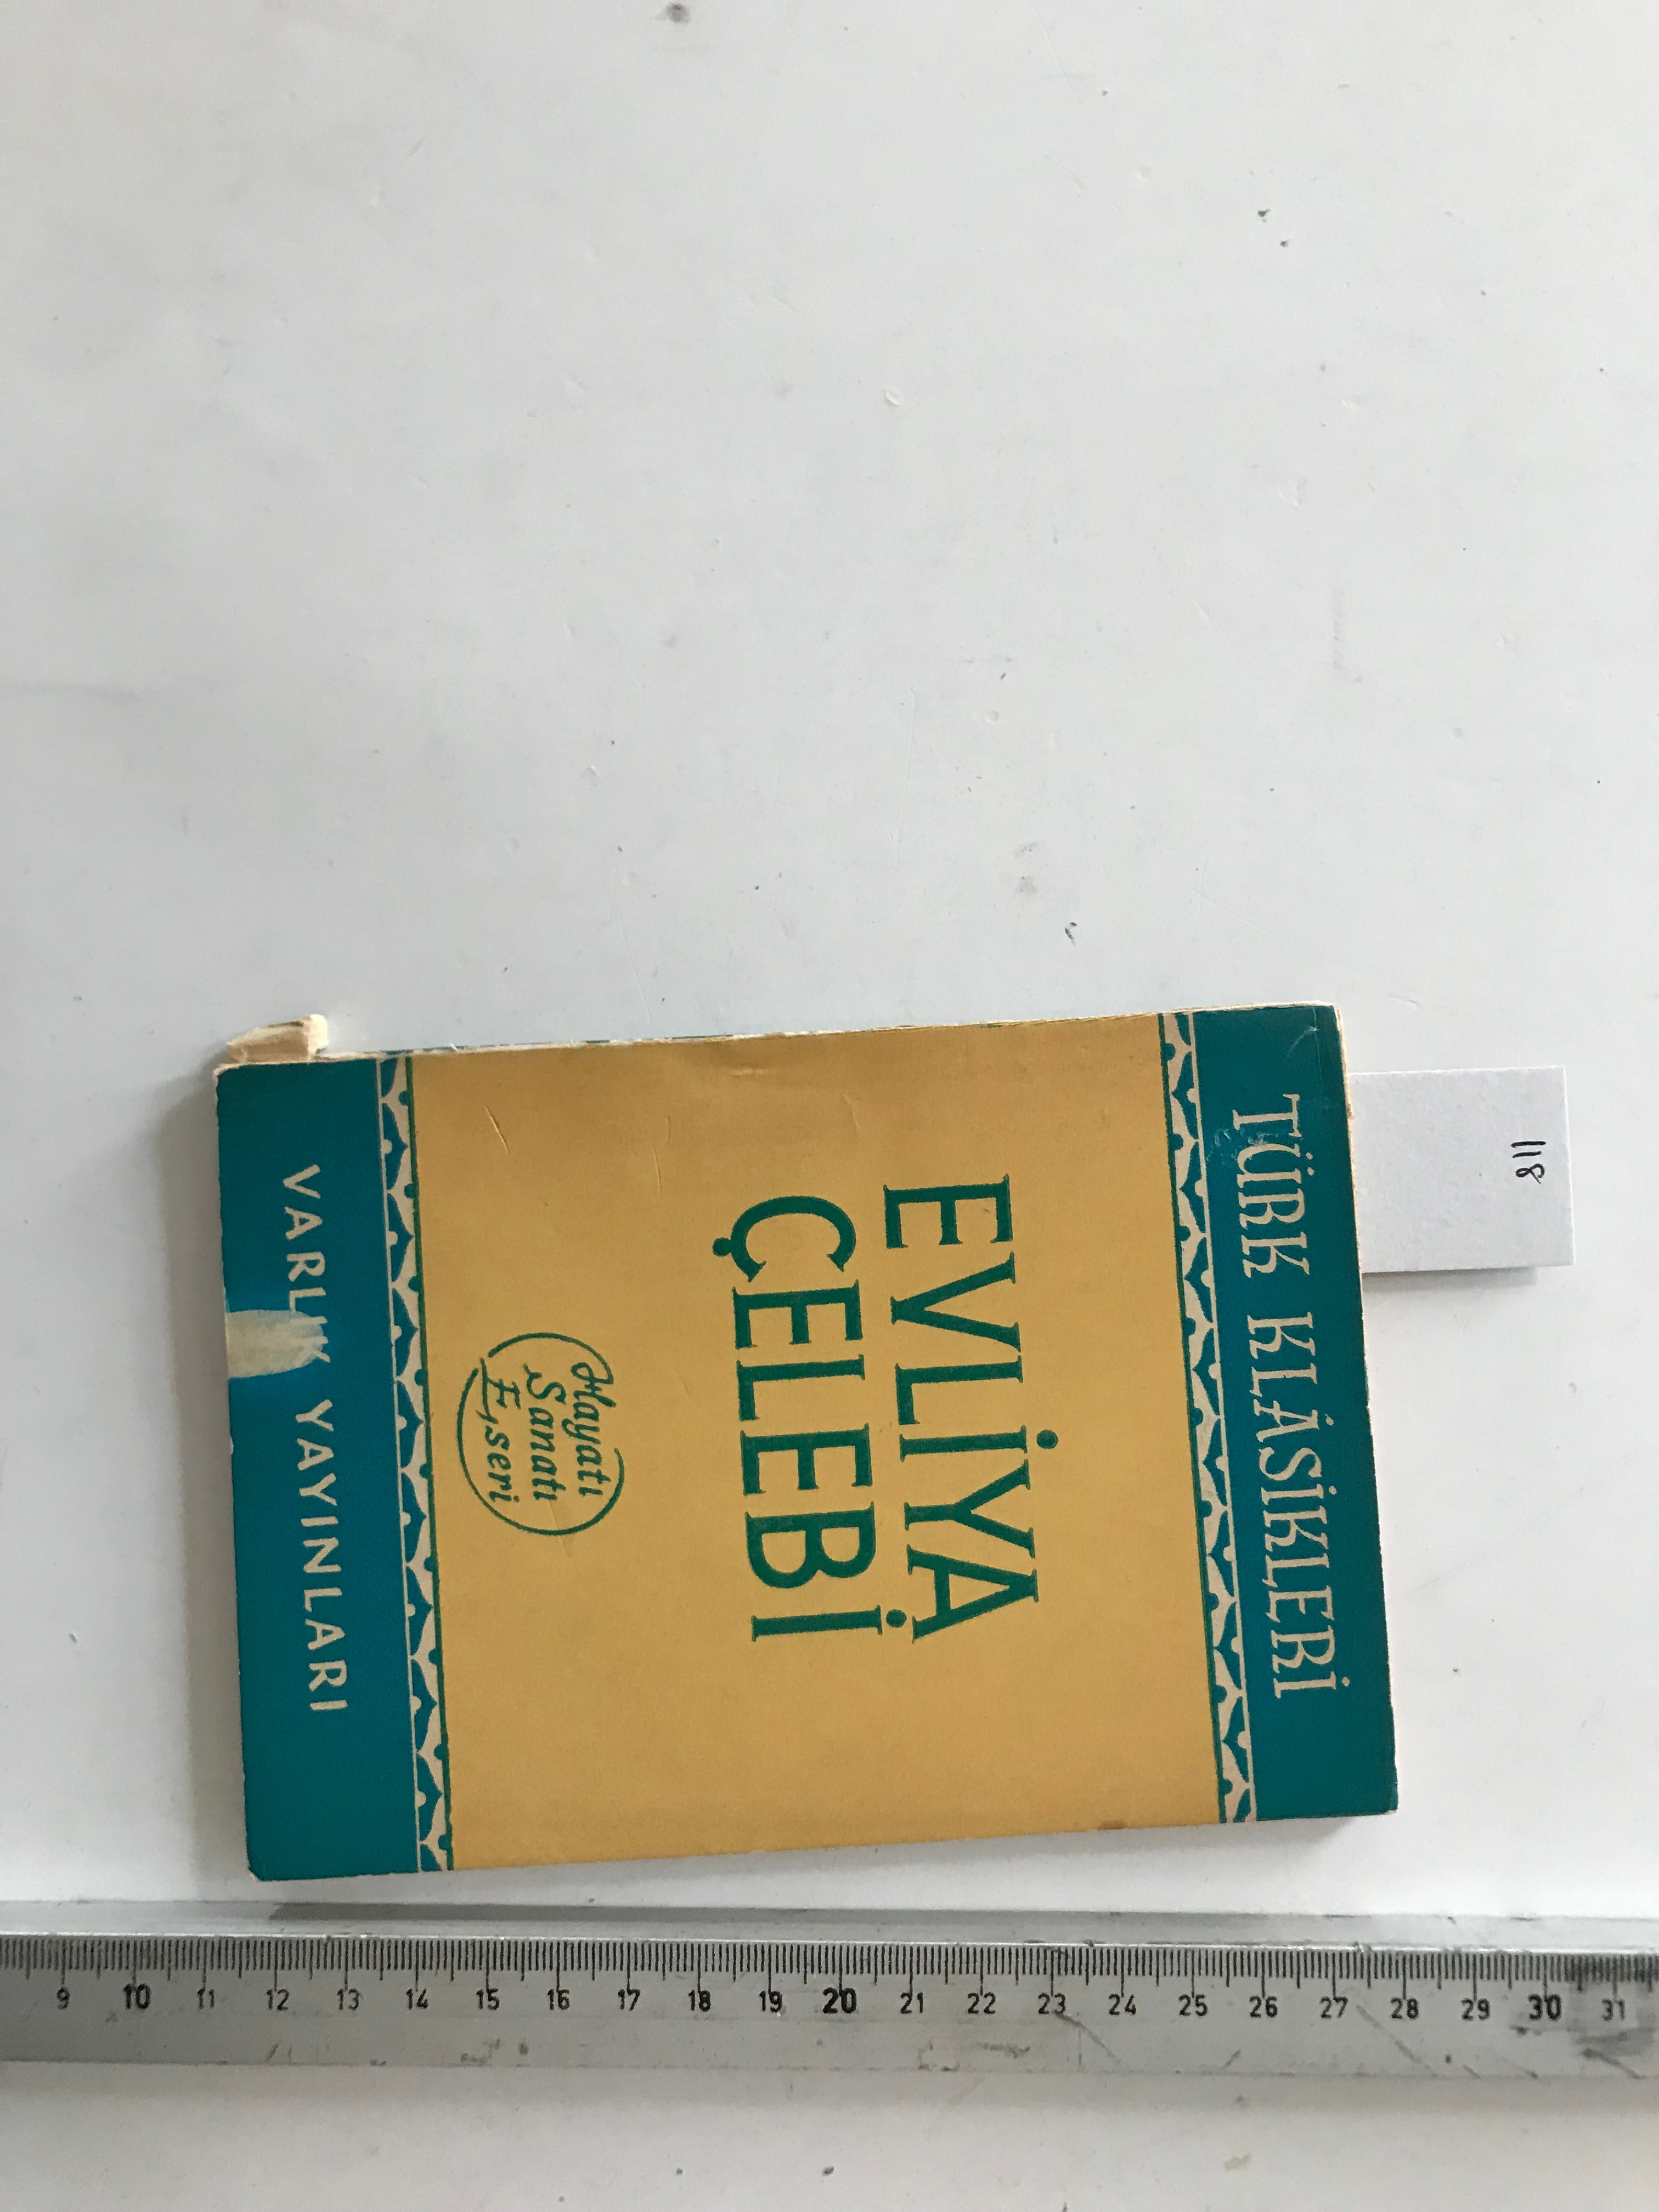 TÜRK KLÂSİKLERİ
EVLİYA
ÇELEBİ
Hayatı
Sanatı
Eseri
VARLIK YAYINLARI
811
9 10 11 12 13 14 15 16 17 18 19 20 21 22 23 24 25 26 27 28 29 30 31